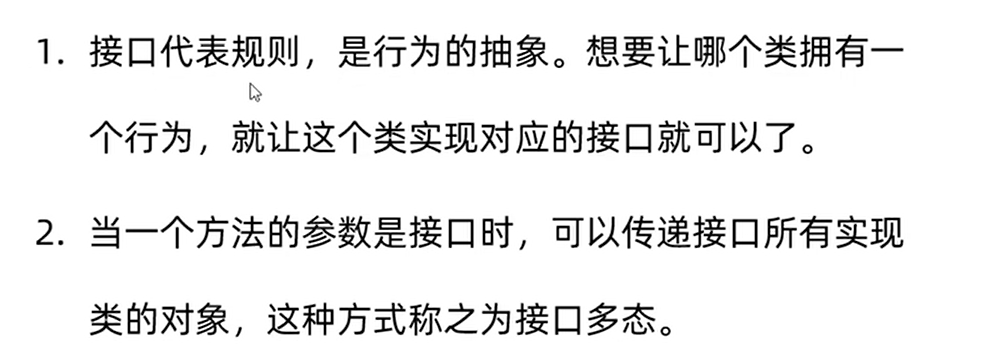 1. 接口代表规则，是行为的抽象。想要让哪个类拥有一
个行为，就让这个类实现对应的接口就可以了。
2. 当一个方法的参数是接口时，可以传递接口所有实现
类的对象，这种方式称之为接口多态。